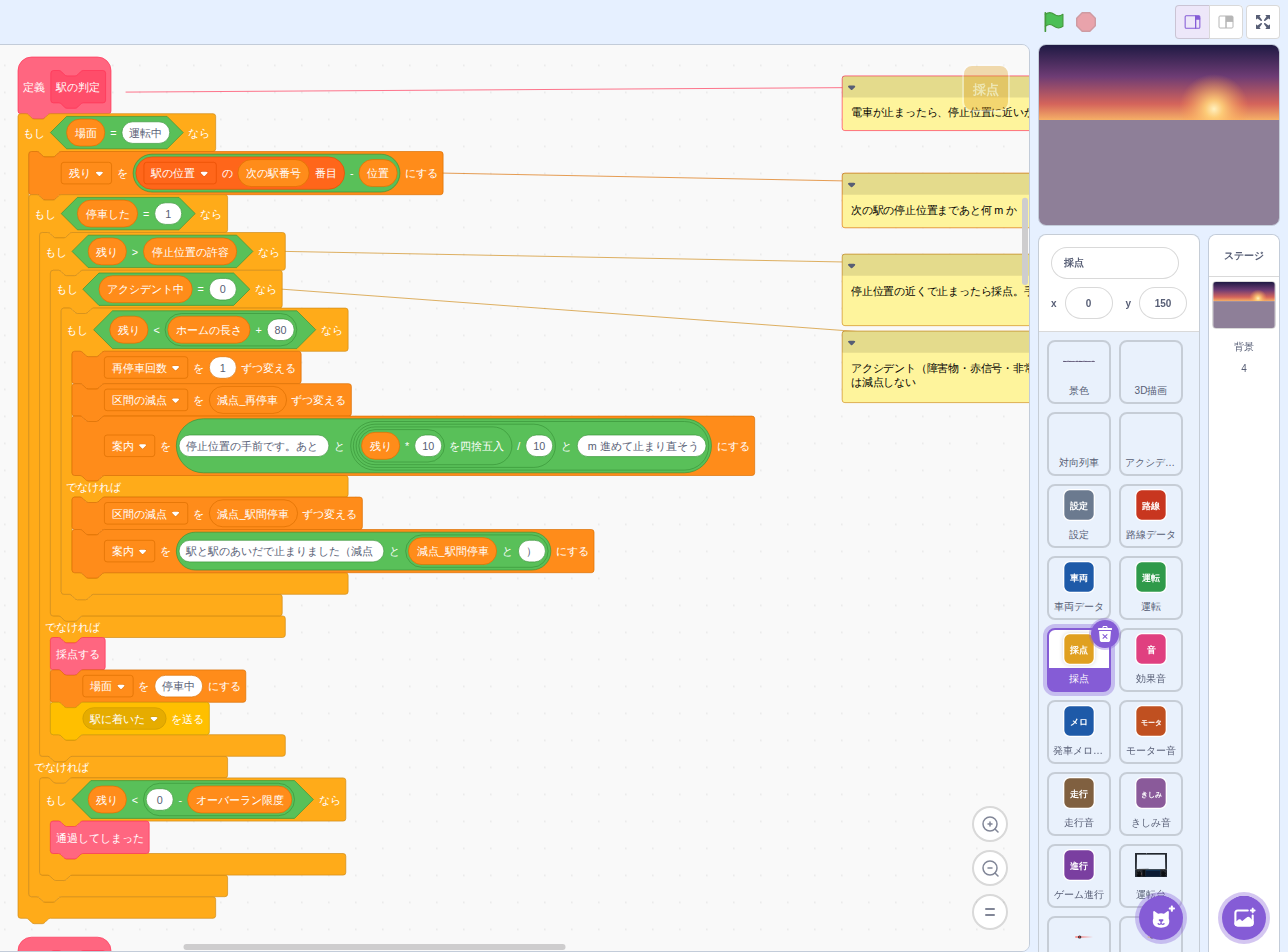 定義 駅の判定
もし 場面 = 運転中 なら
残り を 駅の位置 の 次の駅番号 番目 - 位置 にする
もし 停車した = 1 なら
もし 残り > 停止位置の許容 なら
もし アクシデント中 = 0 なら
もし 残り < ホームの長さ + 80 なら
再停車回数 を 1 ずつ変える
区間の減点 を 減点_再停車 ずつ変える
案内 を 停止位置の手前です。あと と 残り * 10 を四捨五入 / 10 と m 進めて止まり直そう にする
でなければ
区間の減点 を 減点_駅間停車 ずつ変える
案内 を 駅と駅のあいだで止まりました（減点 と 減点_駅間停車 と ） にする
でなければ
採点する
場面 を 停車中 にする
駅に着いた を送る
でなければ
もし 残り < 0 - オーバーラン限度 なら
通過してしまった
採点
電車が止まったら、停止位置に近いか
次の駅の停止位置まであと何 m か
停止位置の近くで止まったら採点。手
アクシデント（障害物・赤信号・非常
は減点しない
採点
x 0 y 150
景色
3D描画
対向列車
アクシデ...
設定
設定
路線
路線データ
車両
車両データ
運転
運転
採点
採点
音
効果音
メロ
発車メロ...
モータ
モーター音
走行
走行音
きしみ
きしみ音
進行
ゲーム進行
ステージ
背景
4